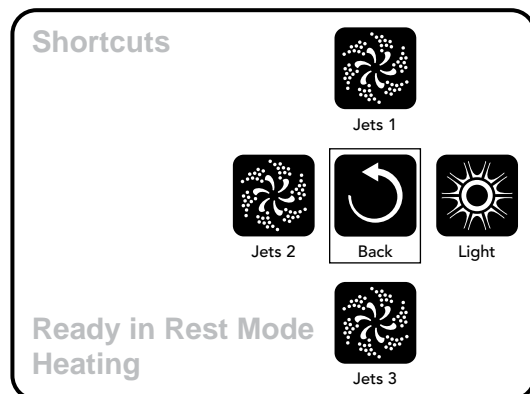 Shortcuts
Jets 1
Jets 2
Back
Light
Ready in Rest Mode
Heating
Jets 3